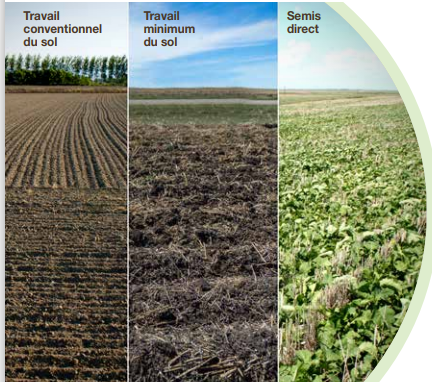 Travail
conventionnel
du sol
Travail
minimum
du sol
Semis
direct